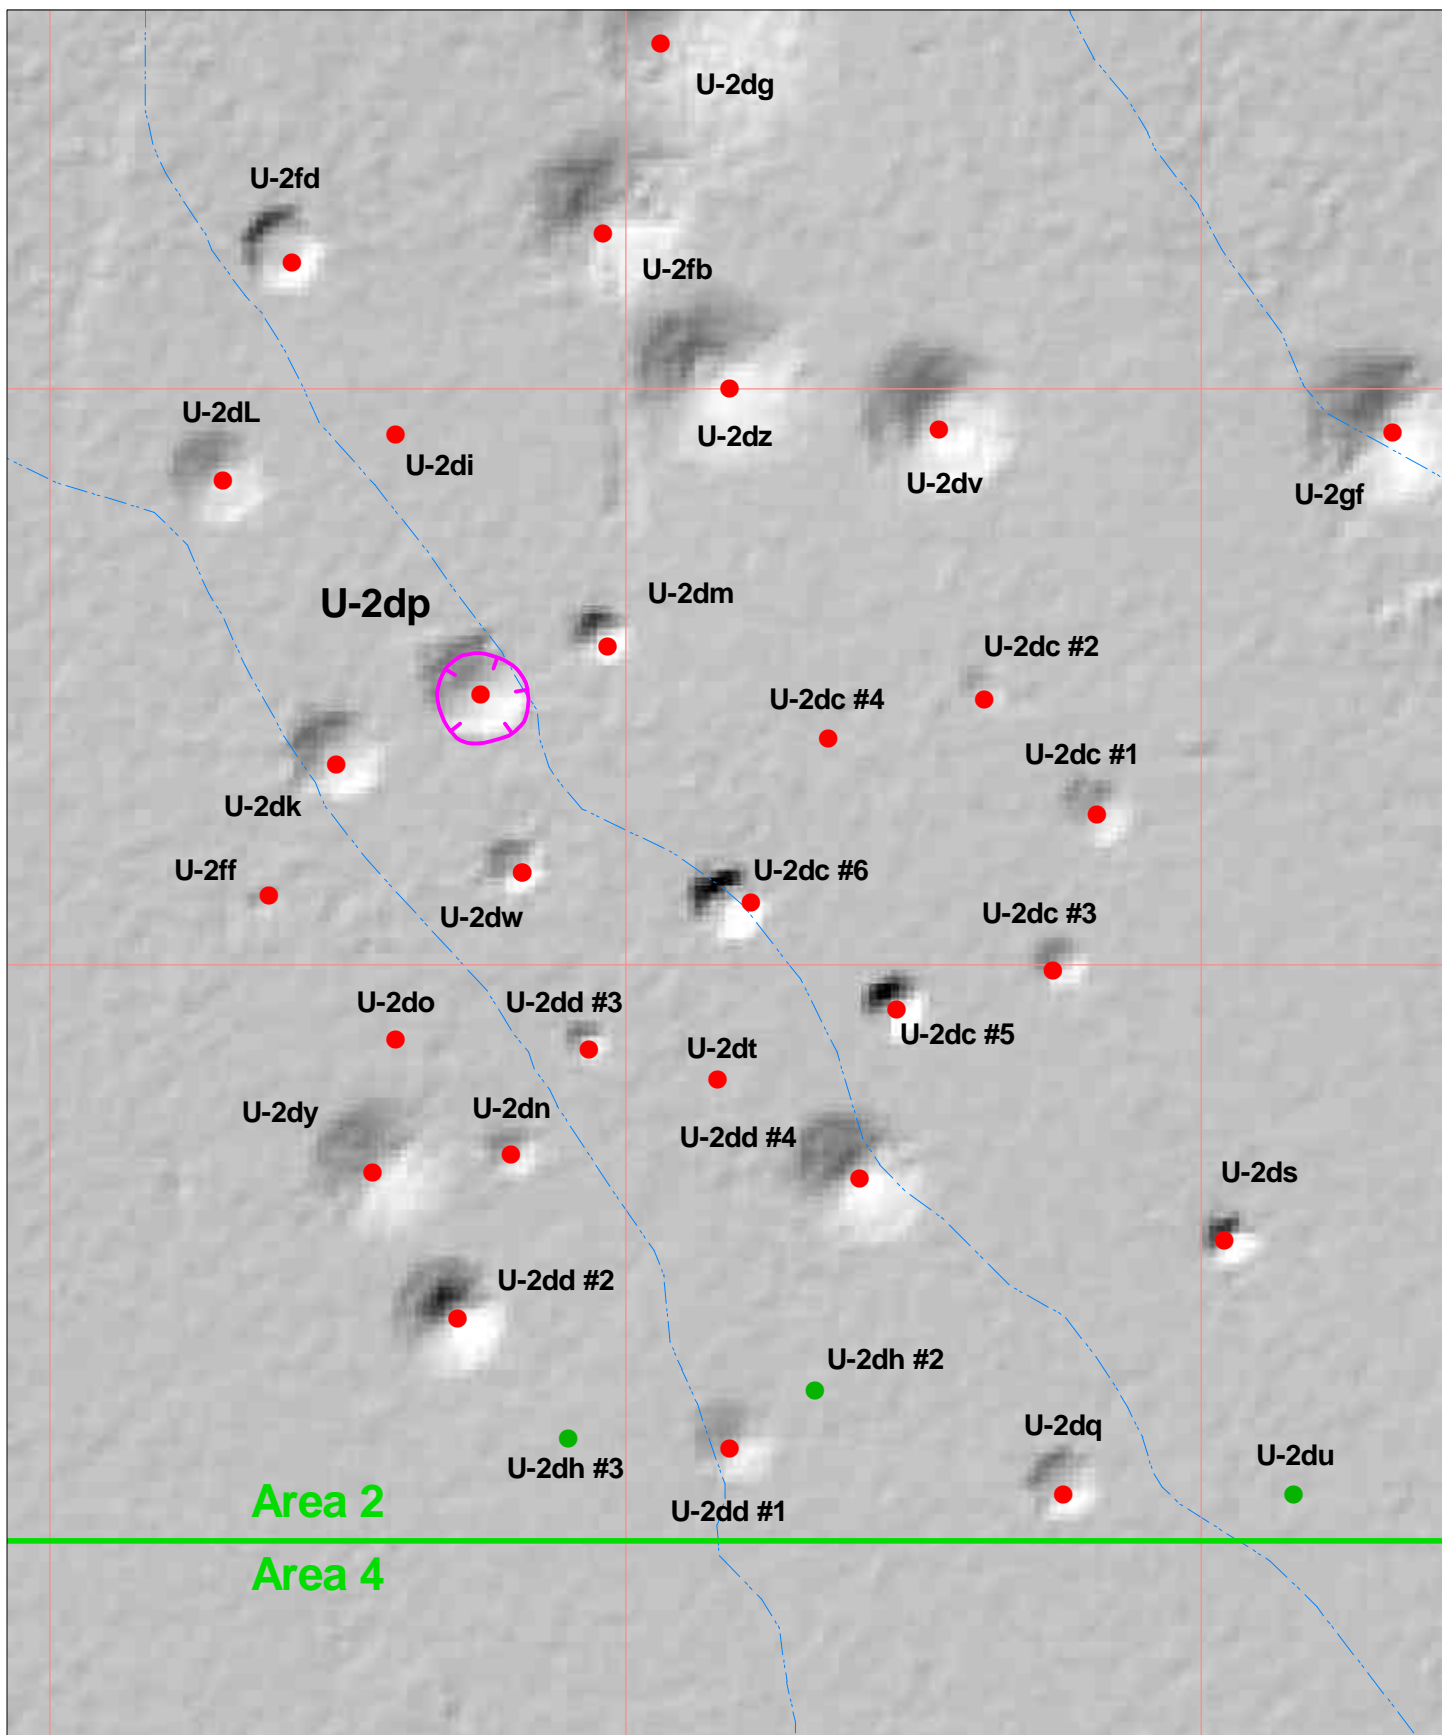 U-2dg
U-2fd
U-2fb
U-2dL
U-2di
U-2dz
U-2dv
U-2gf
U-2dp
U-2dm
U-2dc #2
U-2dc #4
U-2dc #1
U-2dk
U-2ff
U-2dw
U-2dc #6
U-2dc #3
U-2do
U-2dd #3
U-2dc #5
U-2dt
U-2dy
U-2dn
U-2dd #4
U-2ds
U-2dd #2
U-2dh #2
U-2dh #3
U-2dq
U-2du
U-2dd #1
Area 2
Area 4